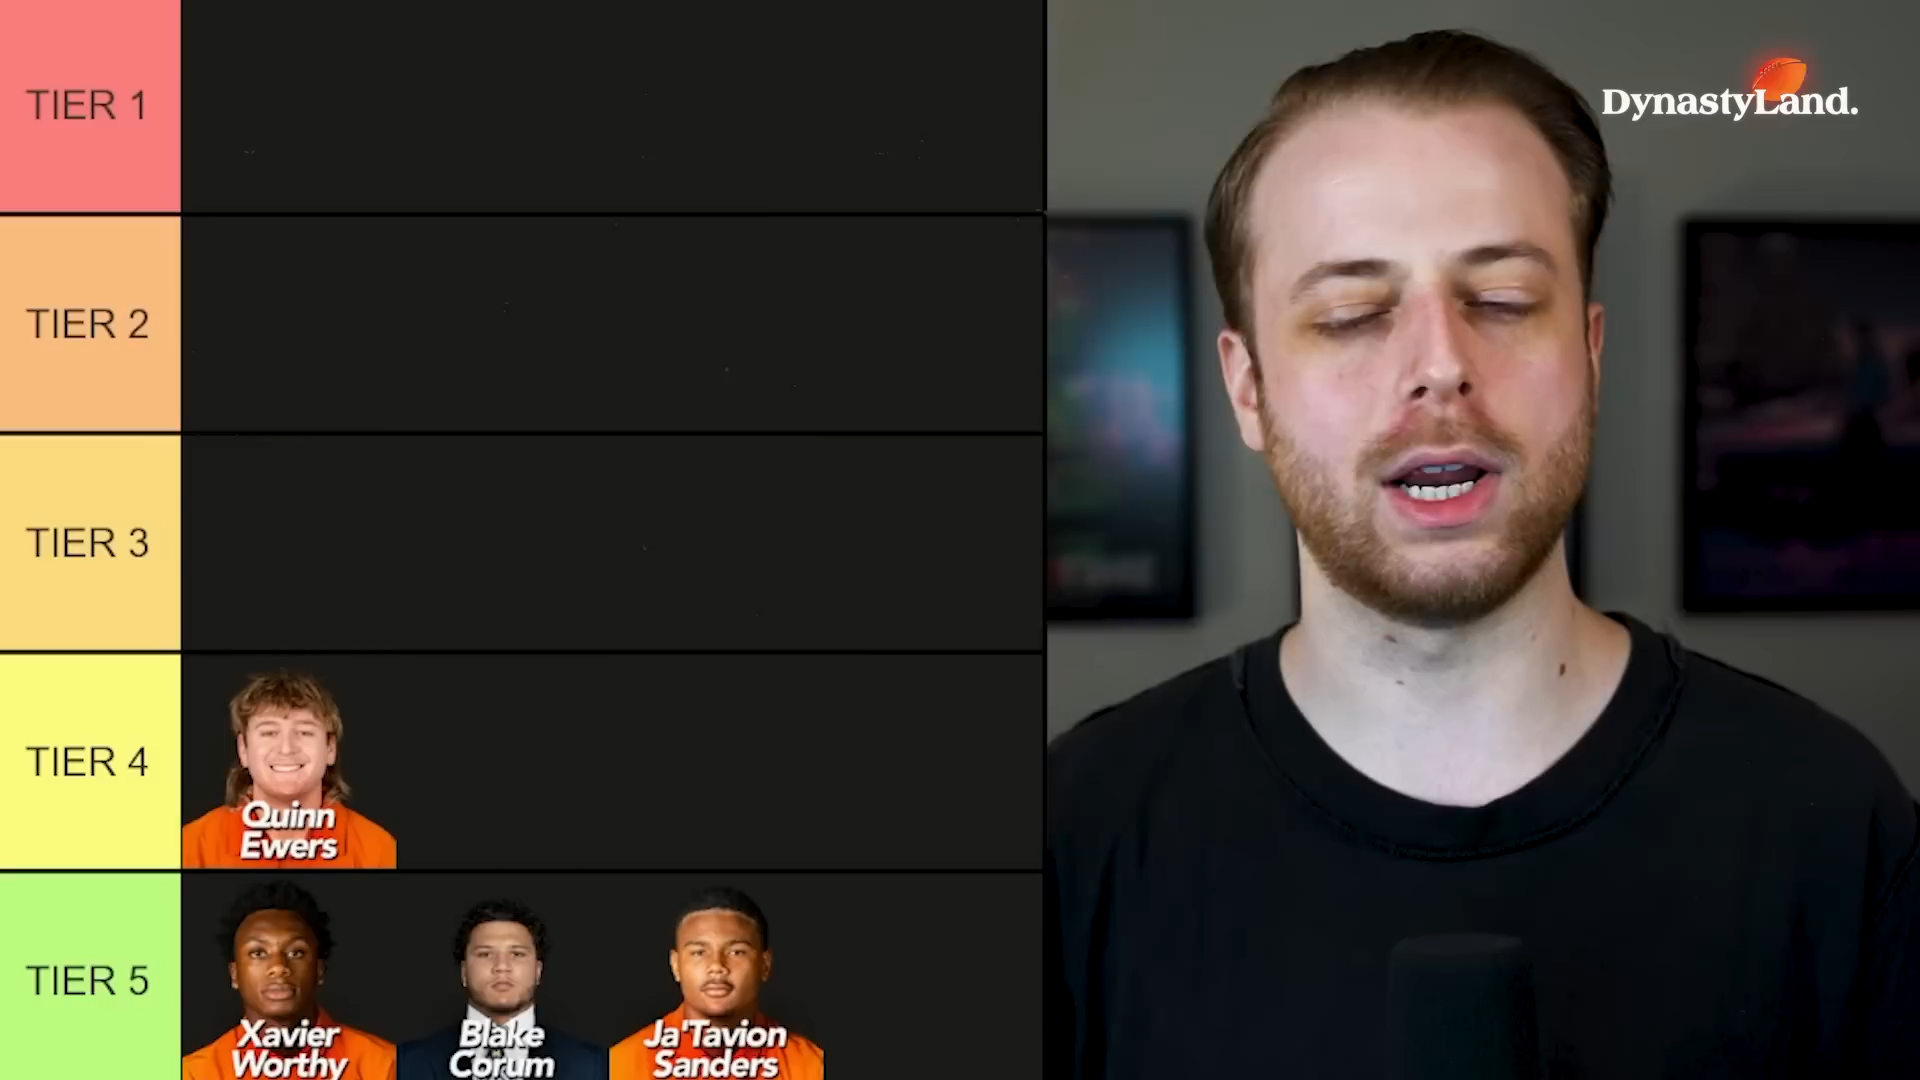 TIER 1
DynastyLand.
TIER 2
TIER 3
TIER 4
Quinn
Ewers
TIER 5
Xavier
Worthy
Blake
Corum
Ja'Tavion
Sanders